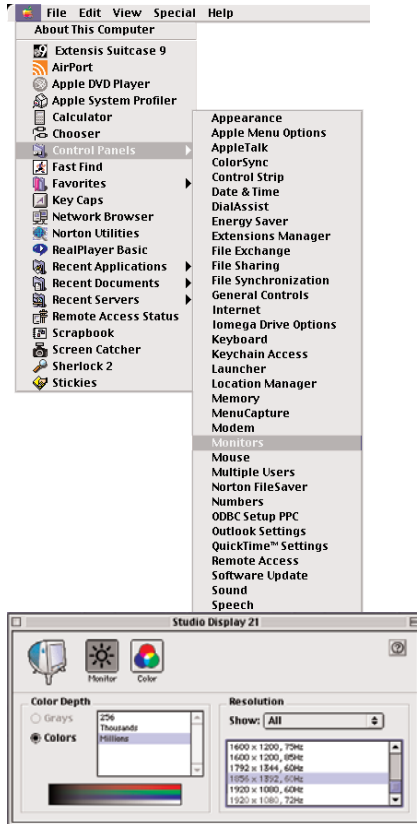 File Edit View Special Help
About This Computer
Extensis Suitcase 9
AirPort
Apple DVD Player
Apple System Profiler
Calculator
Chooser
Control Panels
Fast Find
Favorites
Key Caps
Network Browser
Norton Utilities
RealPlayer Basic
Recent Applications
Recent Documents
Recent Servers
Remote Access Status
Scrapbook
Screen Catcher
Sherlock 2
Stickies
Appearance
Apple Menu Options
AppleTalk
ColorSync
Control Strip
Date & Time
DialAssist
Energy Saver
Extensions Manager
File Exchange
File Sharing
File Synchronization
General Controls
Internet
Iomega Drive Options
Keyboard
Keychain Access
Launcher
Location Manager
Memory
MenuCapture
Modem
Monitors
Mouse
Multiple Users
Norton FileSaver
Numbers
ODBC Setup PPC
Outlook Settings
QuickTime™ Settings
Remote Access
Software Update
Sound
Speech
Studio Display 21
Monitor
Color
?
Color Depth
Grays
Colors
256
Thousands
Millions
Resolution
Show: All
1600 x 1200, 75Hz
1600 x 1200, 85Hz
1792 x 1344, 60Hz
1856 x 1392, 60Hz
1920 x 1080, 60Hz
1920 x 1080, 72Hz